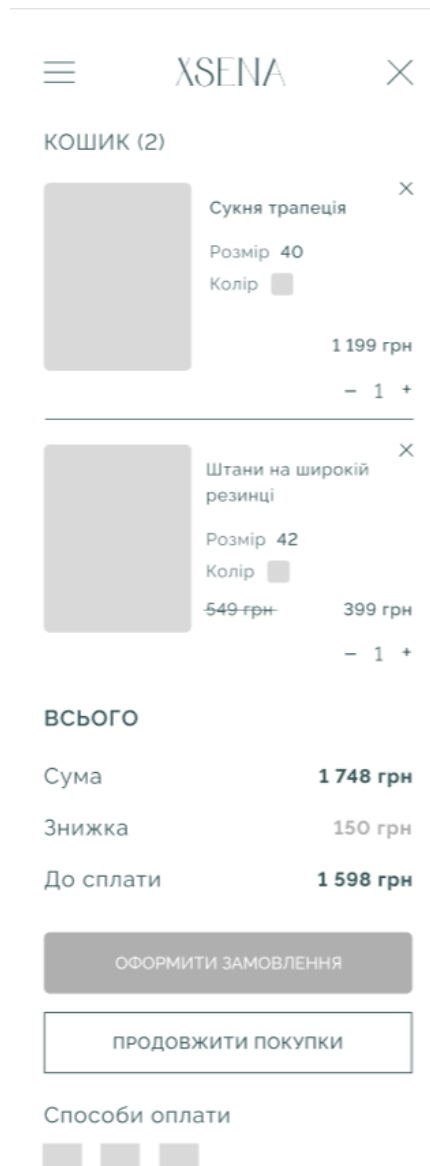 XSENA
КОШИК (2)
Сукня трапеція
Розмір 40
Колір
1 199 грн
– 1 +
Штани на широкій
резинці
Розмір 42
Колір
549 грн 399 грн
– 1 +
ВСЬОГО
Сума 1 748 грн
Знижка 150 грн
До сплати 1 598 грн
ОФОРМИТИ ЗАМОВЛЕННЯ
ПРОДОВЖИТИ ПОКУПКИ
Способи оплати